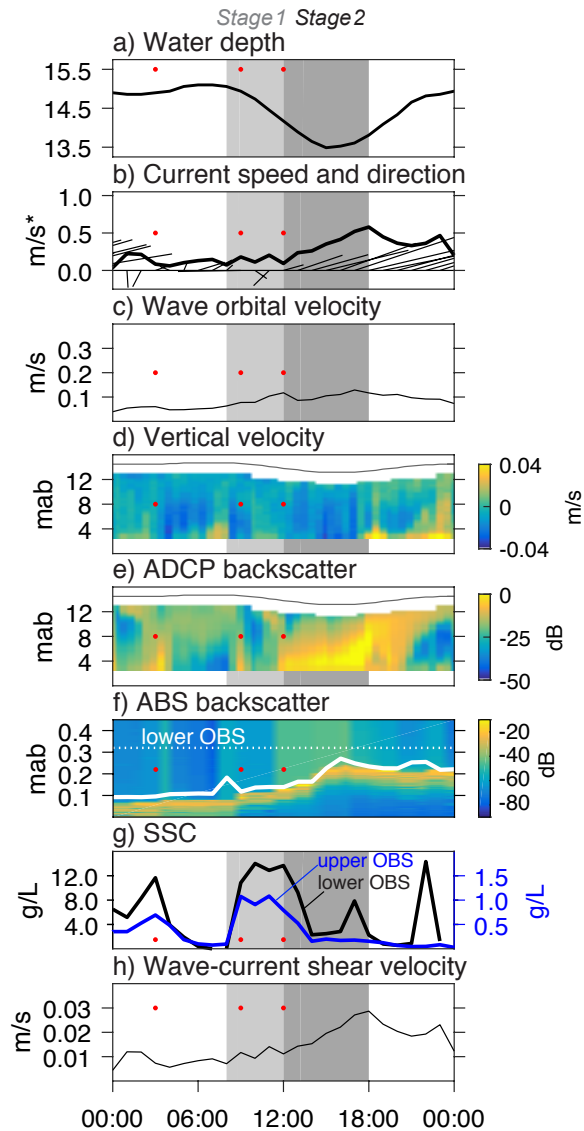 Stage 1 Stage 2
a) Water depth
15.5
14.5
13.5
b) Current speed and direction
1.0
0.5
0.0
m/s*
c) Wave orbital velocity
0.3
0.2
0.1
m/s
d) Vertical velocity
12
8
4
mab
0.04
0
-0.04
m/s
e) ADCP backscatter
12
8
4
mab
0
-25
-50
dB
f) ABS backscatter
lower OBS
0.4
0.3
0.2
0.1
mab
-20
-40
-60
-80
dB
g) SSC
upper OBS
lower OBS
12.0
8.0
4.0
g/L
1.5
1.0
0.5
g/L
h) Wave-current shear velocity
0.03
0.02
0.01
m/s
00:00 06:00 12:00 18:00 00:00